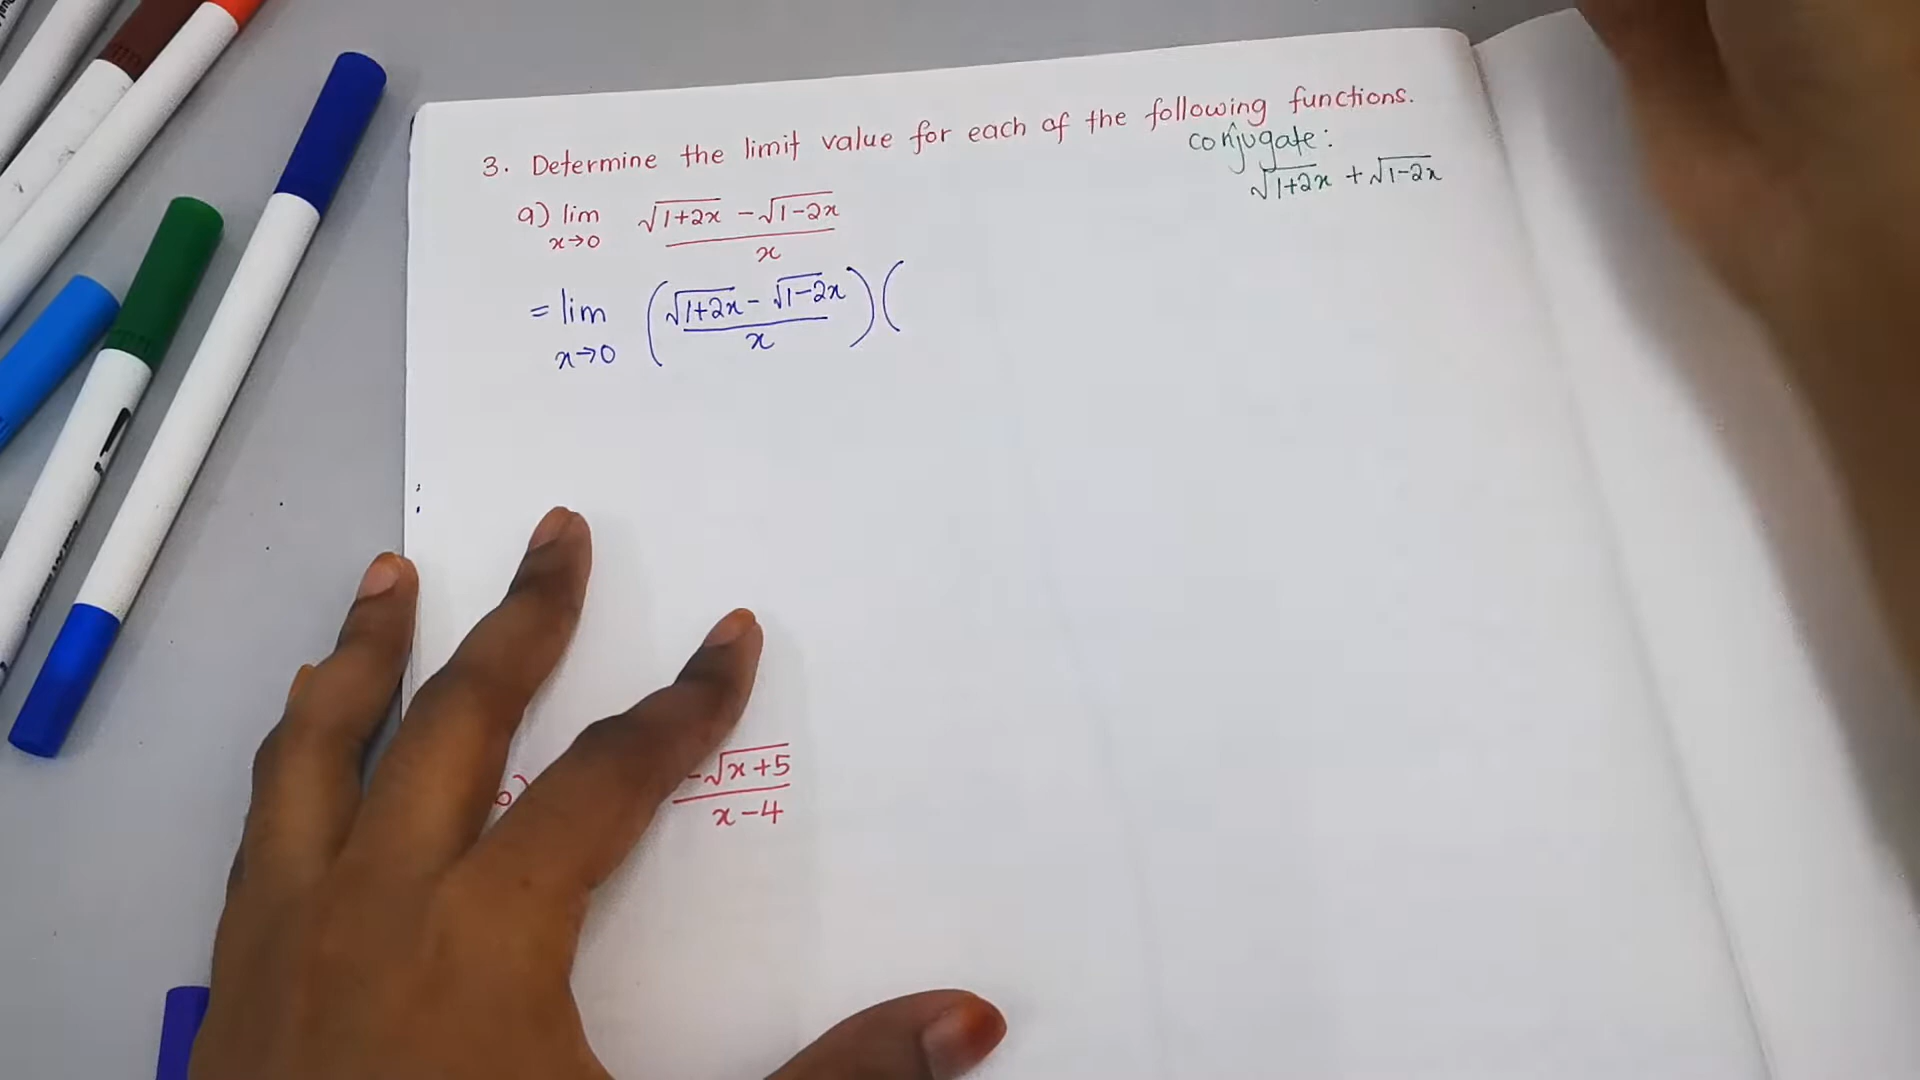 3. Determine the limit value for each of the following functions.
conjugate:
√1+2x + √1-2x
a) lim x→0 (√1+2x - √1-2x) / x
= lim x→0 ((√1+2x - √1-2x) / x) (
b) -√x+5 / x-4